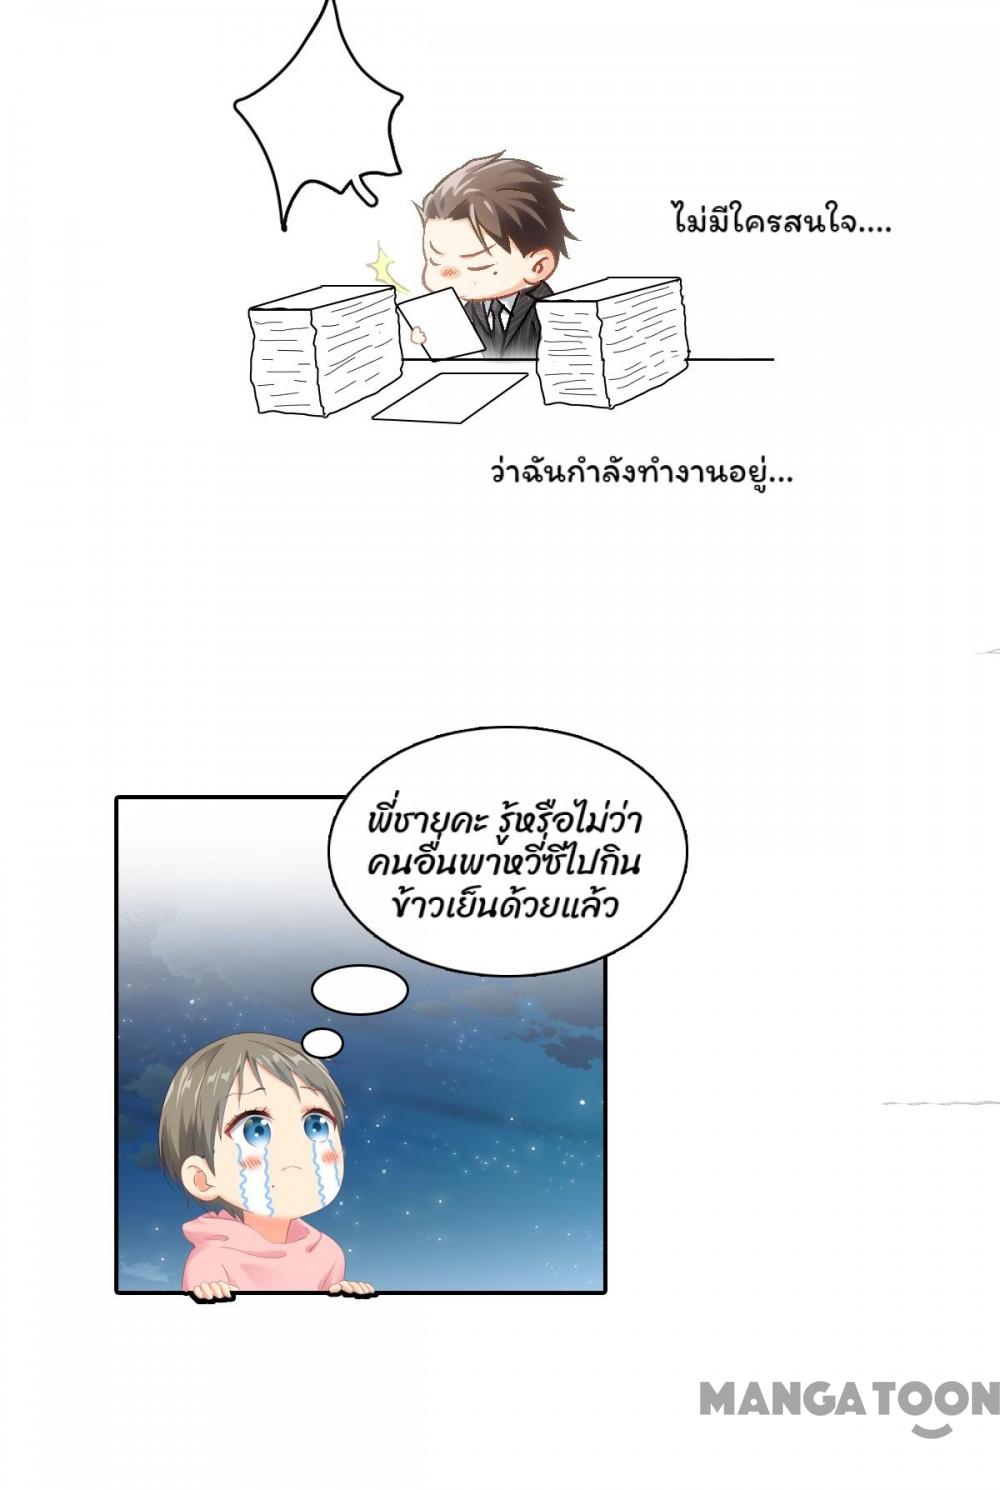 ไม่มีใครสนใจ....
ว่าฉันกำลังทำงานอยู่...
พี่ชายคะ รู้หรือไม่ว่า
คนอื่นพาหวี่ซีไปกิน
ข้าวเย็นด้วยแล้ว
MANGATOON